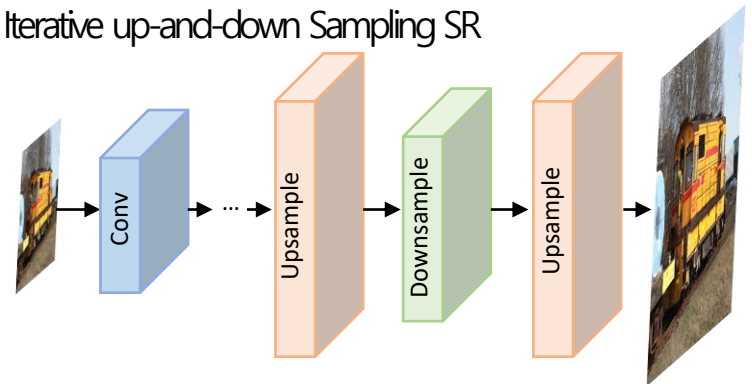 Iterative up-and-down Sampling SR
Conv
...
Upsample
Downsample
Upsample